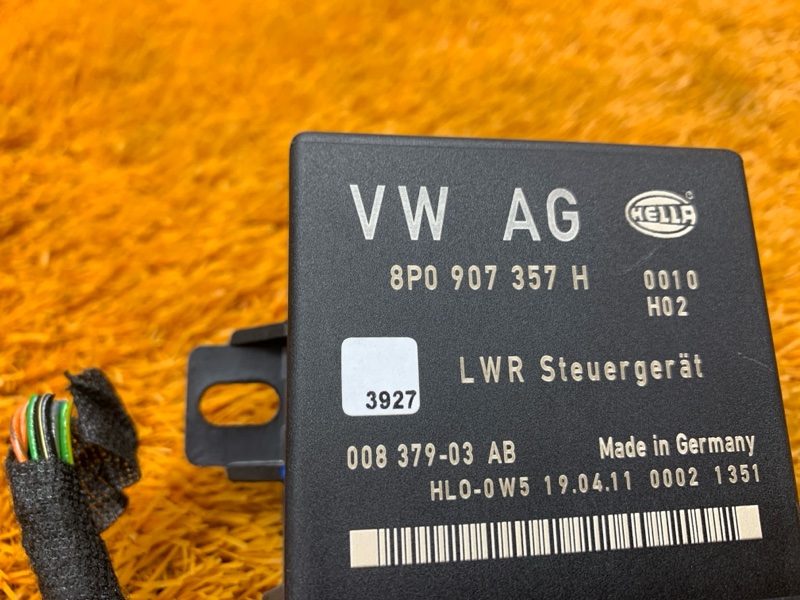 VW AG HELLA
8P0 907 357 H 0010
H02
LWR Steuergerät
3927
008 379-03 AB Made in Germany
HLO-0W5 19.04.11 0002 1351